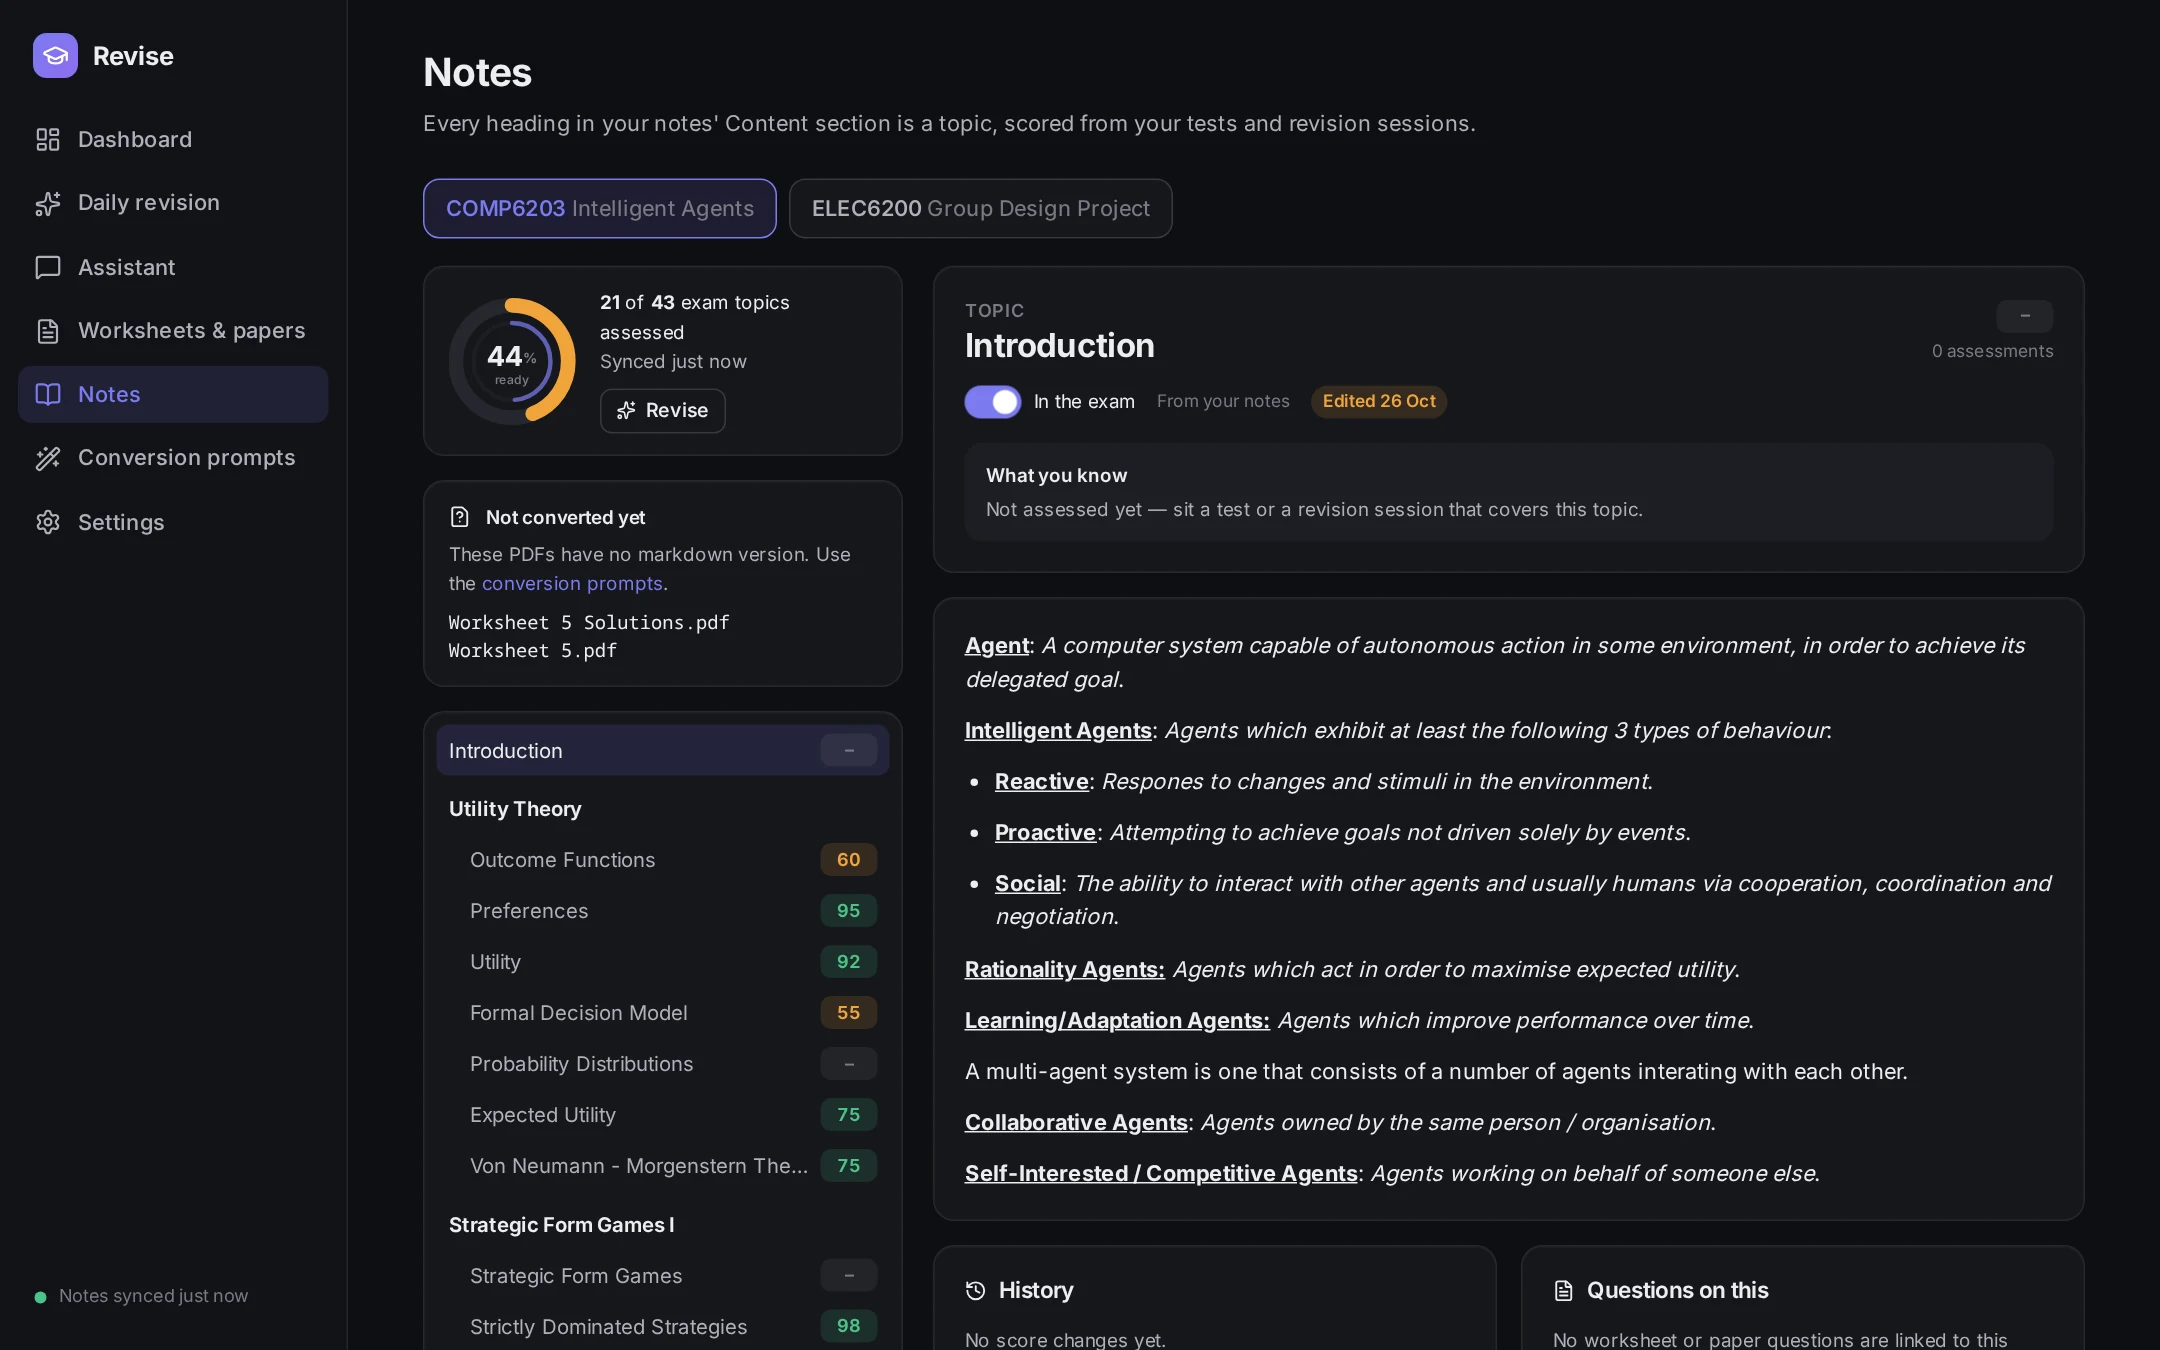 Revise
Dashboard
Daily revision
Assistant
Worksheets & papers
Notes
Conversion prompts
Settings
Notes synced just now
Notes
Every heading in your notes' Content section is a topic, scored from your tests and revision sessions.
COMP6203 Intelligent Agents
ELEC6200 Group Design Project
44%
ready
21 of 43 exam topics
assessed
Synced just now
Revise
Not converted yet
These PDFs have no markdown version. Use
the conversion prompts.
Worksheet 5 Solutions.pdf
Worksheet 5.pdf
Introduction –
Utility Theory
Outcome Functions 60
Preferences 95
Utility 92
Formal Decision Model 55
Probability Distributions –
Expected Utility 75
Von Neumann - Morgenstern The... 75
Strategic Form Games I
Strategic Form Games –
Strictly Dominated Strategies 98
TOPIC
Introduction
–
0 assessments
In the exam From your notes Edited 26 Oct
What you know
Not assessed yet — sit a test or a revision session that covers this topic.
Agent: A computer system capable of autonomous action in some environment, in order to achieve its
delegated goal.
Intelligent Agents: Agents which exhibit at least the following 3 types of behaviour:
• Reactive: Respones to changes and stimuli in the environment.
• Proactive: Attempting to achieve goals not driven solely by events.
• Social: The ability to interact with other agents and usually humans via cooperation, coordination and
negotiation.
Rationality Agents: Agents which act in order to maximise expected utility.
Learning/Adaptation Agents: Agents which improve performance over time.
A multi-agent system is one that consists of a number of agents interating with each other.
Collaborative Agents: Agents owned by the same person / organisation.
Self-Interested / Competitive Agents: Agents working on behalf of someone else.
History
No score changes yet.
Questions on this
No worksheet or paper questions are linked to this